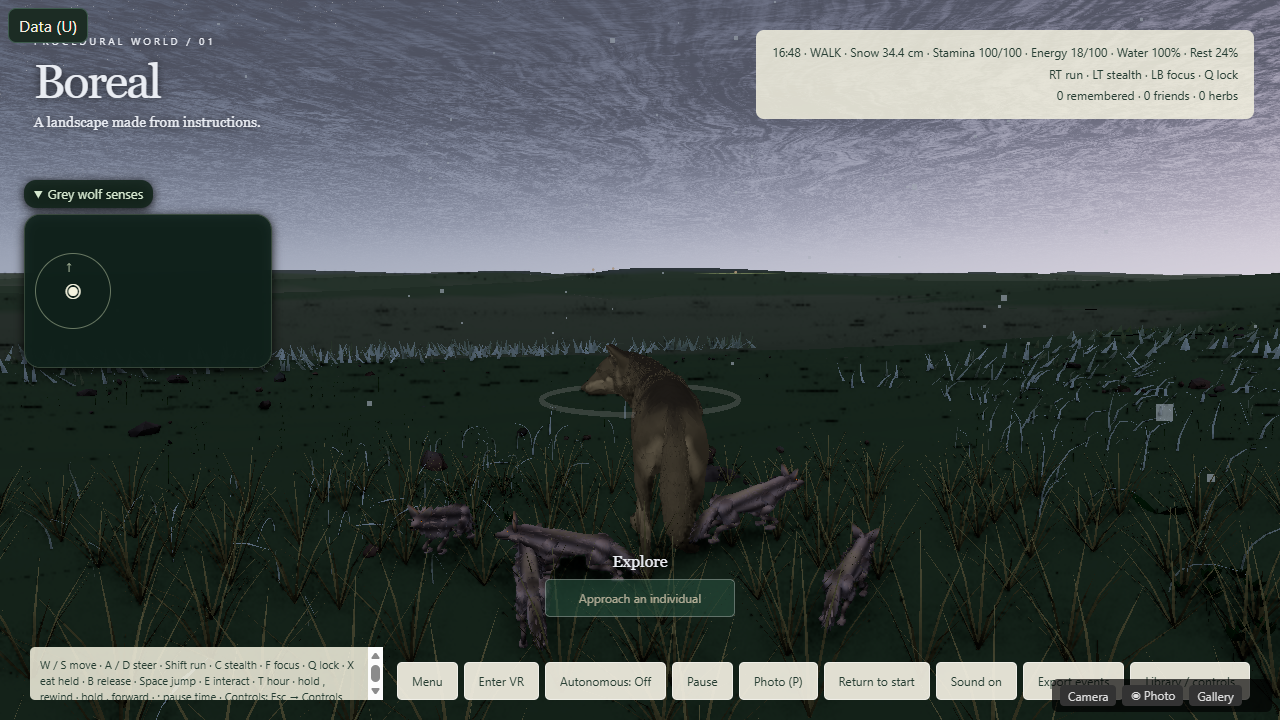 Data (U)
PROCEDURAL WORLD / 01
Boreal
A landscape made from instructions.
16:48 · WALK · Snow 34.4 cm · Stamina 100/100 · Energy 18/100 · Water 100% · Rest 24%
RT run · LT stealth · LB focus · Q lock
0 remembered · 0 friends · 0 herbs
▼ Grey wolf senses
↑
Explore
Approach an individual
W / S move · A / D steer · Shift run · C stealth · F focus · Q lock · X
eat held · B release · Space jump · E interact · T hour · hold ,
rewind · hold . forward · ; pause time · Controls: Esc → Controls
Menu
Enter VR
Autonomous: Off
Pause
Photo (P)
Return to start
Sound on
Export events
Library / controls
Camera
◉ Photo
Gallery